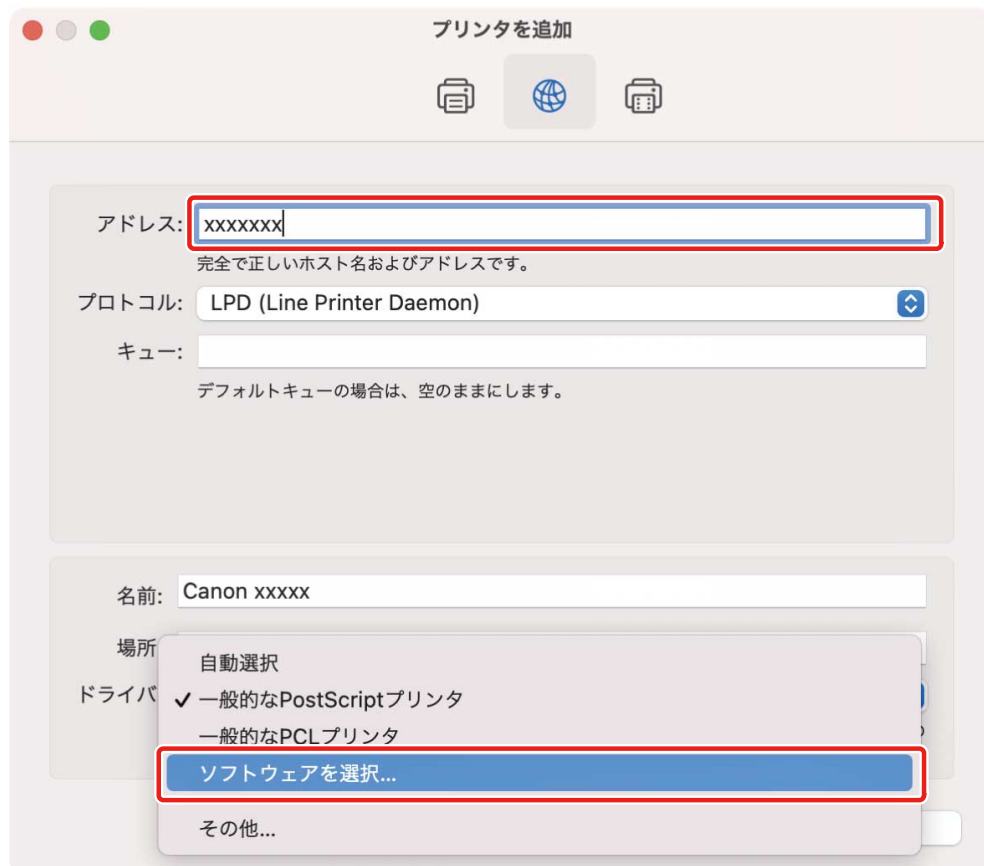 プリンタを追加
アドレス: xxxxxxx
完全で正しいホスト名およびアドレスです。
プロトコル: LPD (Line Printer Daemon)
キュー:
デフォルトキューの場合は、空のままにします。
名前: Canon xxxxx
場所
ドライバ
自動選択
✓ 一般的なPostScriptプリンタ
一般的なPCLプリンタ
ソフトウェアを選択...
その他...